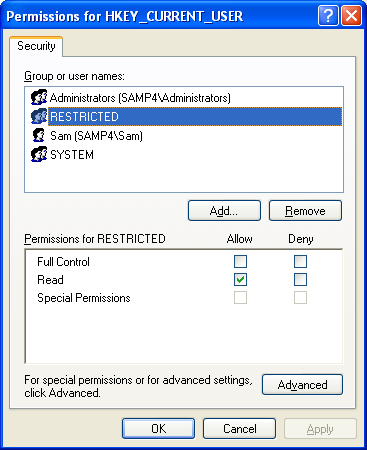 Permissions for HKEY_CURRENT_USER
Security
Group or user names:
Administrators (SAMP4\Administrators)
RESTRICTED
Sam (SAMP4\Sam)
SYSTEM
Add... Remove
Permissions for RESTRICTED Allow Deny
Full Control
Read
Special Permissions
For special permissions or for advanced settings,
click Advanced.
Advanced
OK Cancel Apply